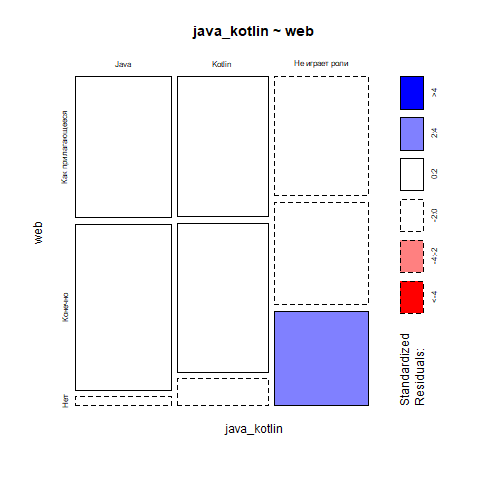 java_kotlin ~ web
Java
Kotlin
Не играет роли
Как прилагающееся
Конечно
Нет
web
java_kotlin
>4
2:4
0:2
-2:0
-4:-2
<-4
Standardized
Residuals: